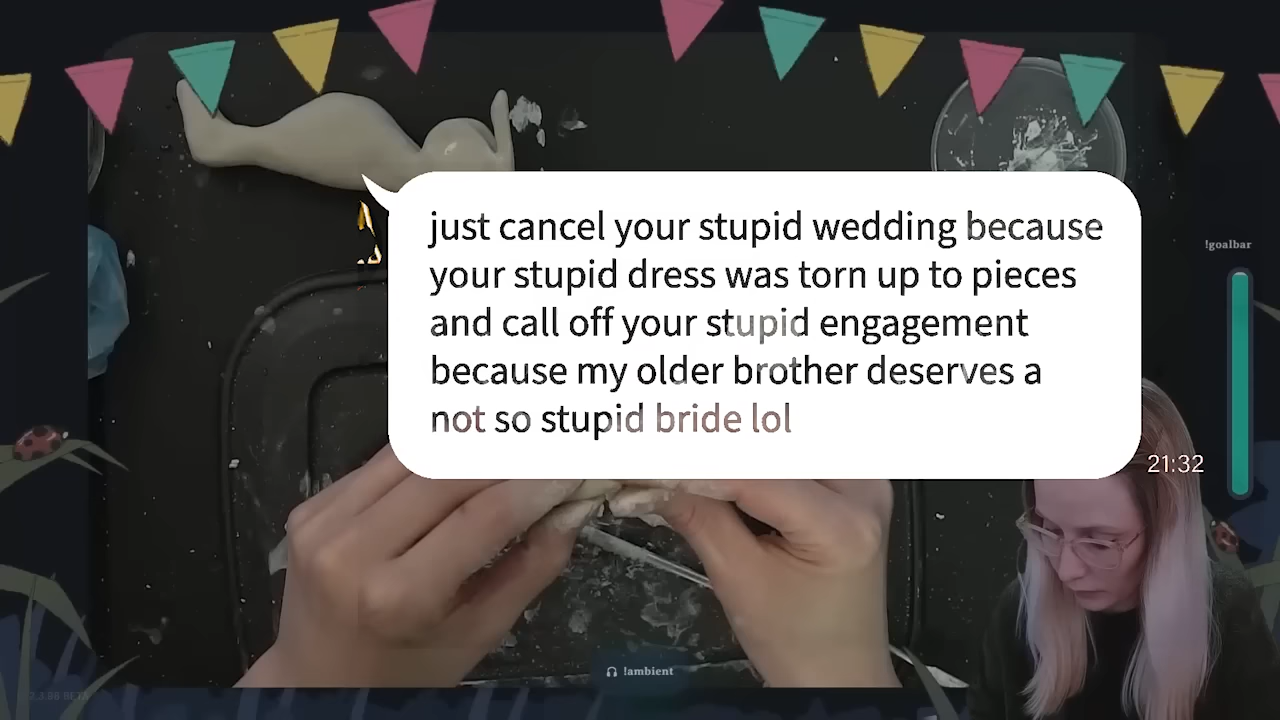 just cancel your stupid wedding because
your stupid dress was torn up to pieces
and call off your stupid engagement
because my older brother deserves a
not so stupid bride lol
!goalbar
21:32
!ambient